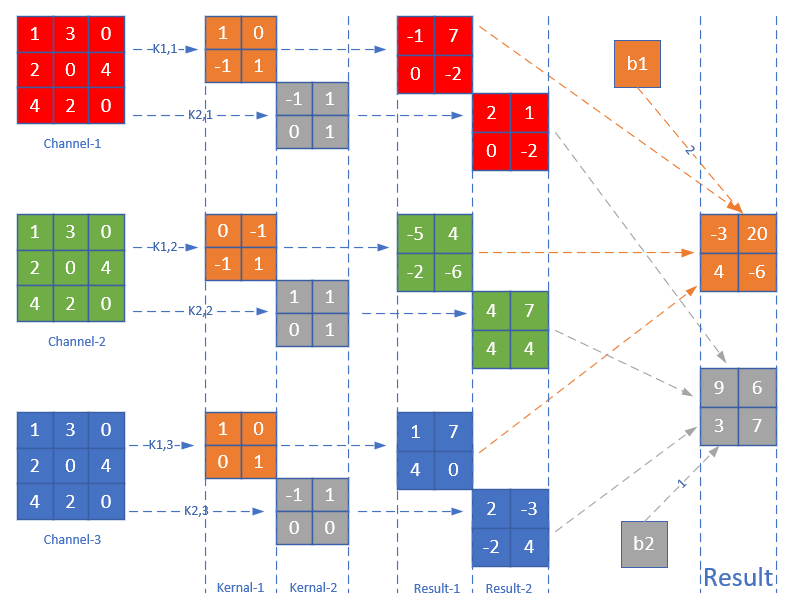 1 3 0
2 0 4
4 2 0
Channel-1
K1,1
K2,1
1 0
-1 1
-1 1
0 1
-1 7
0 -2
2 1
0 -2
b1
2
1 3 0
2 0 4
4 2 0
Channel-2
K1,2
K2,2
0 -1
-1 1
1 1
0 1
-5 4
-2 -6
4 7
4 4
-3 20
4 -6
9 6
3 7
1 3 0
2 0 4
4 2 0
Channel-3
K1,3
K2,3
1 0
0 1
-1 1
0 0
1 7
4 0
2 -3
-2 4
1
b2
Kernal-1
Kernal-2
Result-1
Result-2
Result